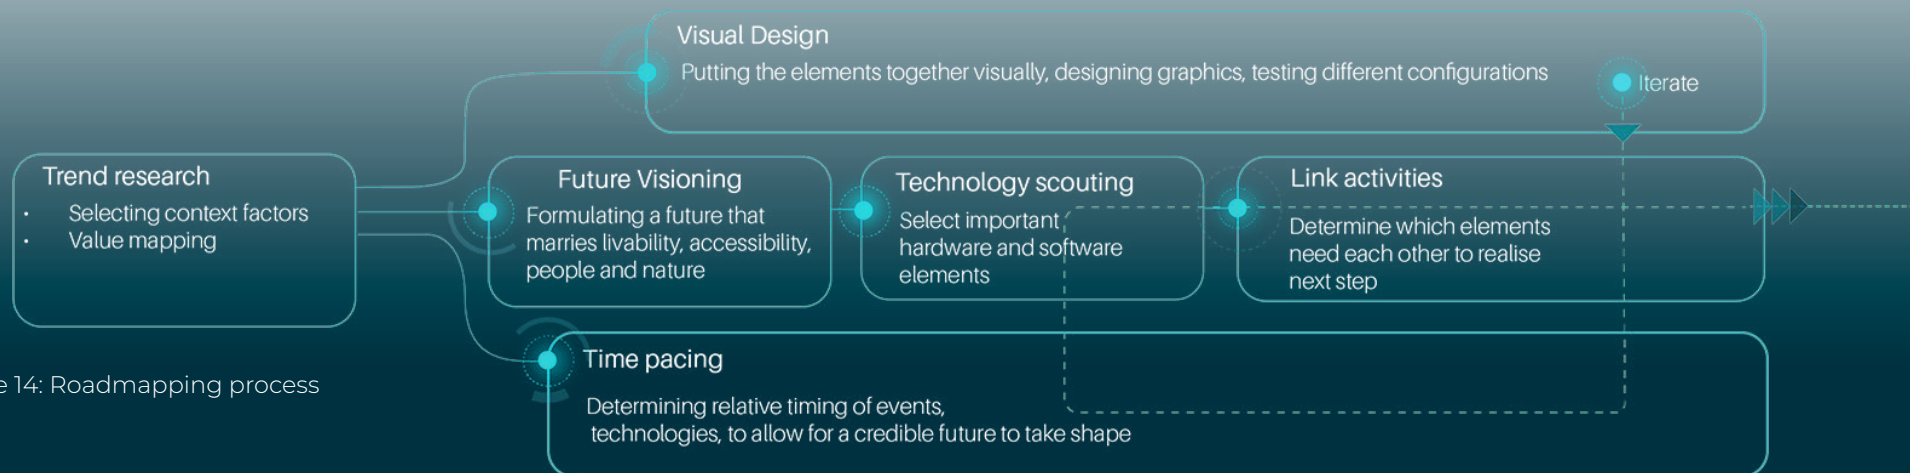 Visual Design
Putting the elements together visually, designing graphics, testing different configurations
Iterate
Trend research
· Selecting context factors
· Value mapping
Future Visioning
Formulating a future that
marries livability, accessibility,
people and nature
Technology scouting
Select important
hardware and software
elements
Link activities
Determine which elements
need each other to realise
next step
Time pacing
Determining relative timing of events,
technologies, to allow for a credible future to take shape
e 14: Roadmapping process